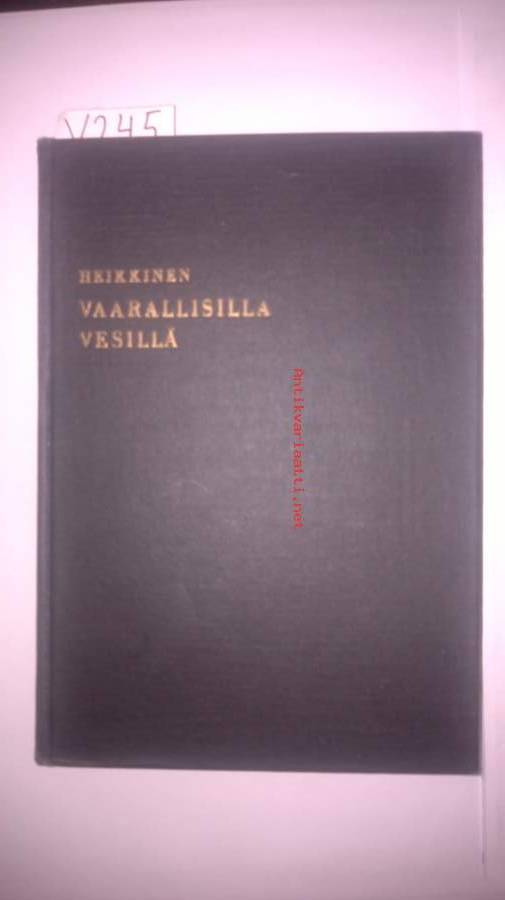 V245
HEIKKINEN
VAARALLISILLA
VESILLÄ
Antikvariaatti.net